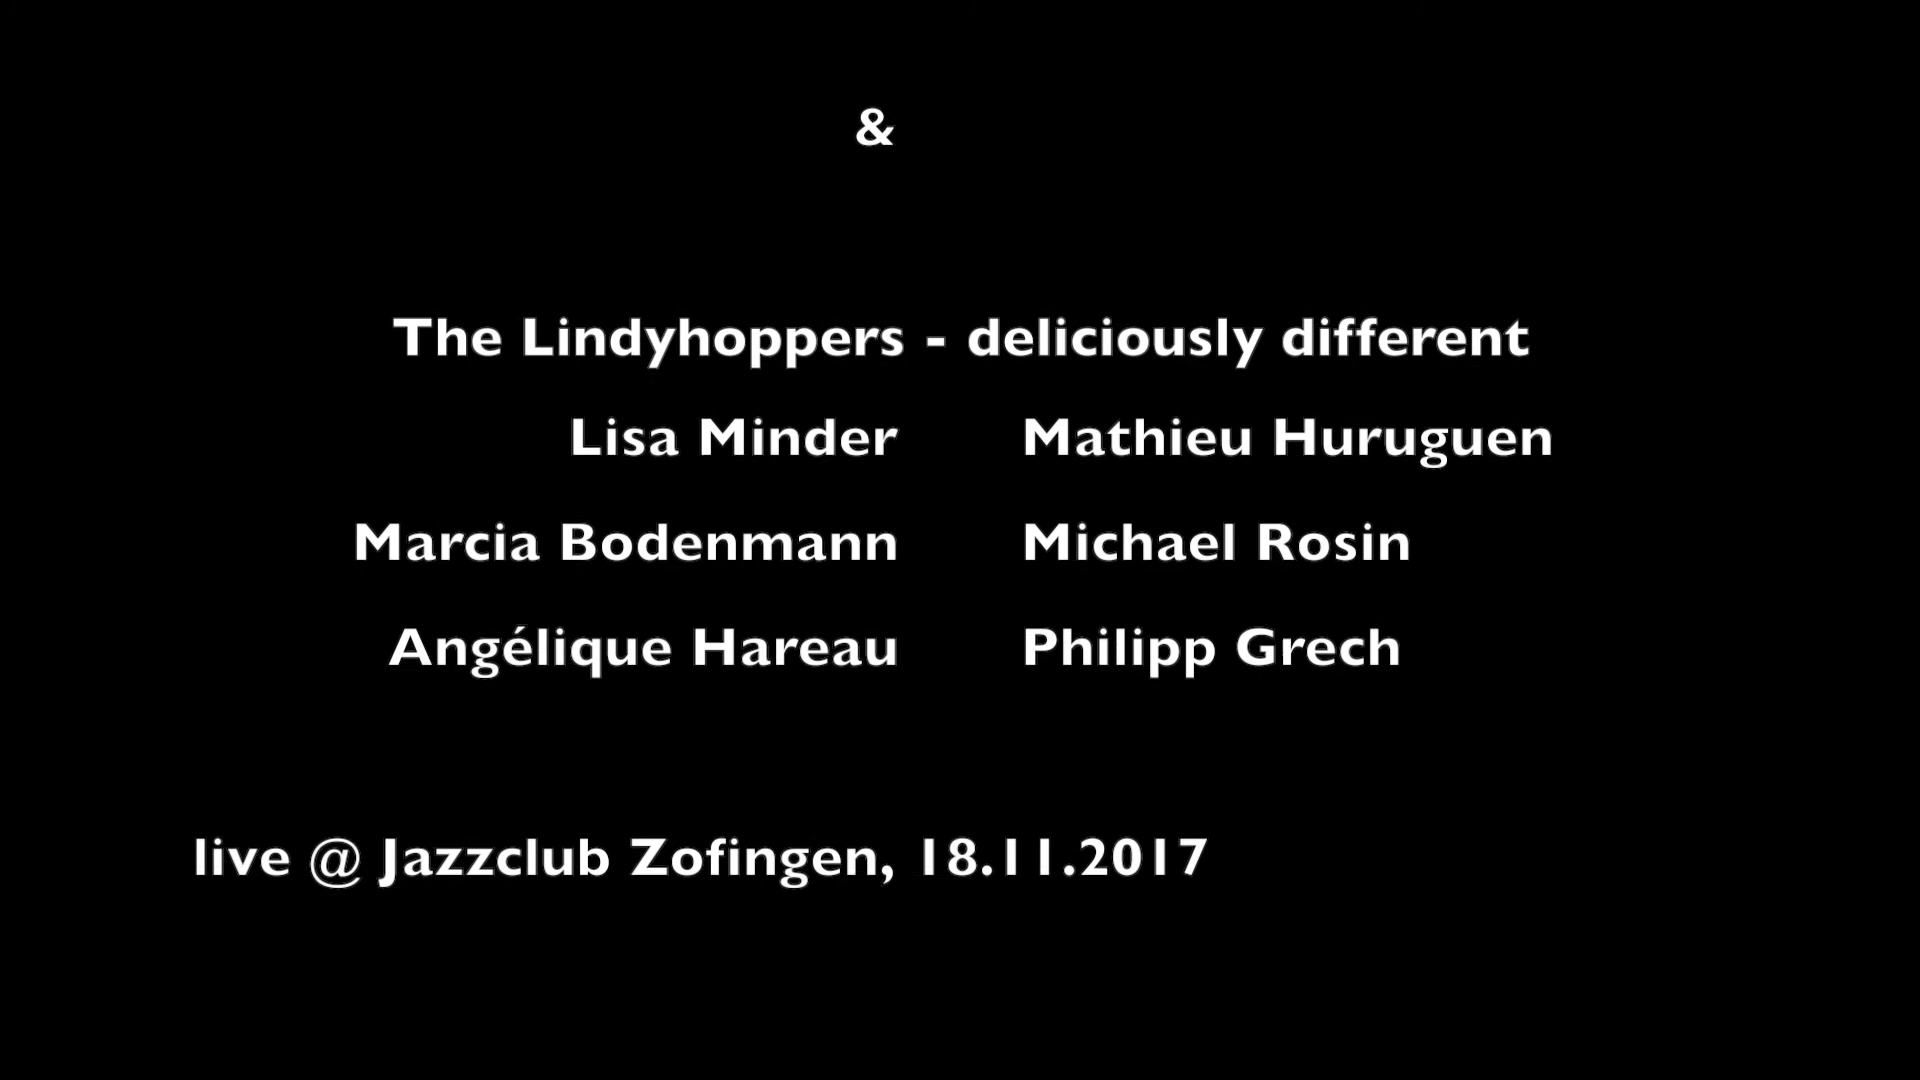 &
The Lindyhoppers - deliciously different
Lisa Minder Mathieu Huruguen
Marcia Bodenmann Michael Rosin
Angélique Hareau Philipp Grech
live @ Jazzclub Zofingen, 18.11.2017